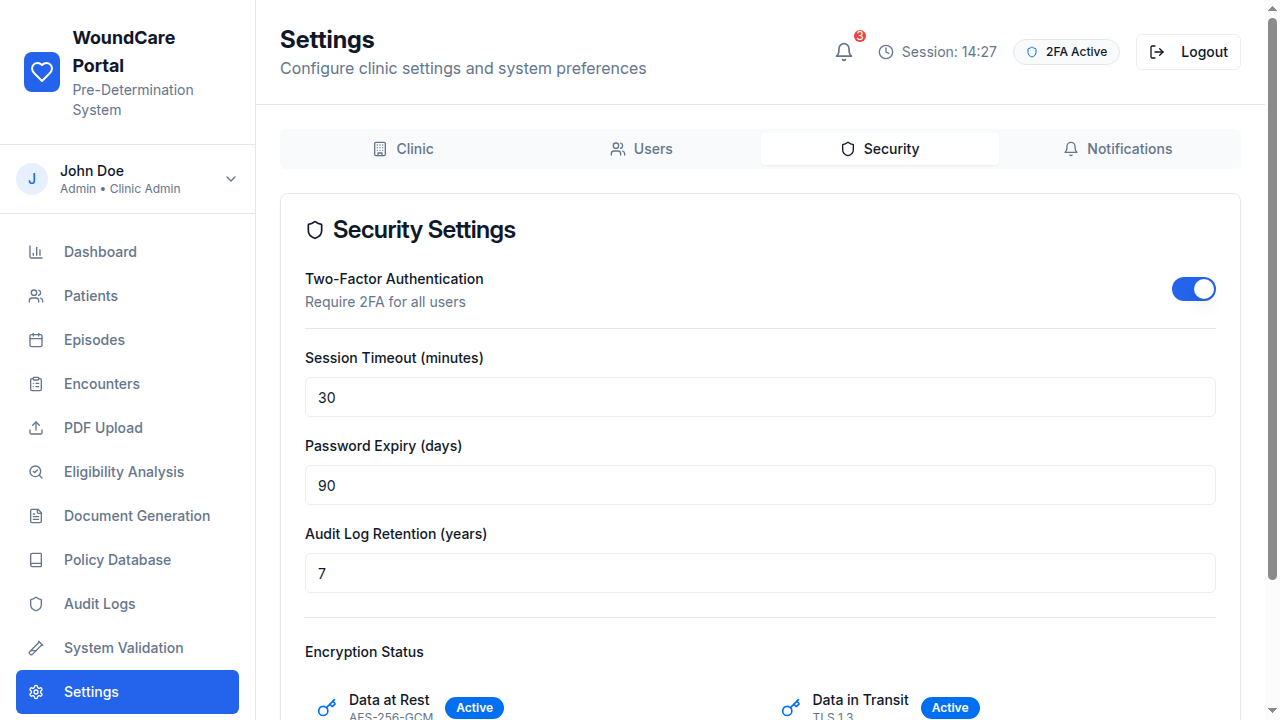 WoundCare
Portal
Pre-Determination
System
John Doe
Admin • Clinic Admin
Dashboard
Patients
Episodes
Encounters
PDF Upload
Eligibility Analysis
Document Generation
Policy Database
Audit Logs
System Validation
Settings
Settings
Configure clinic settings and system preferences
3
Session: 14:27
2FA Active
Logout
Clinic
Users
Security
Notifications
Security Settings
Two-Factor Authentication
Require 2FA for all users
Session Timeout (minutes)
30
Password Expiry (days)
90
Audit Log Retention (years)
7
Encryption Status
Data at Rest
AES-256-GCM
Active
Data in Transit
TLS 1.3
Active
J